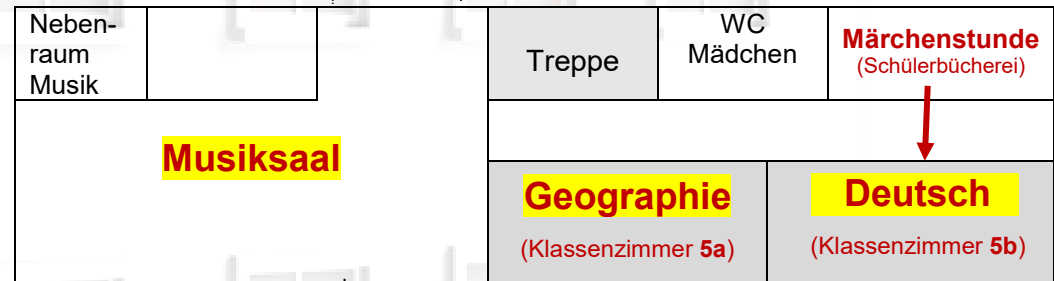 Neben-
raum
Musik
Treppe
WC
Mädchen
Märchenstunde
(Schülerbücherei)
Musiksaal
Geographie
(Klassenzimmer 5a)
Deutsch
(Klassenzimmer 5b)